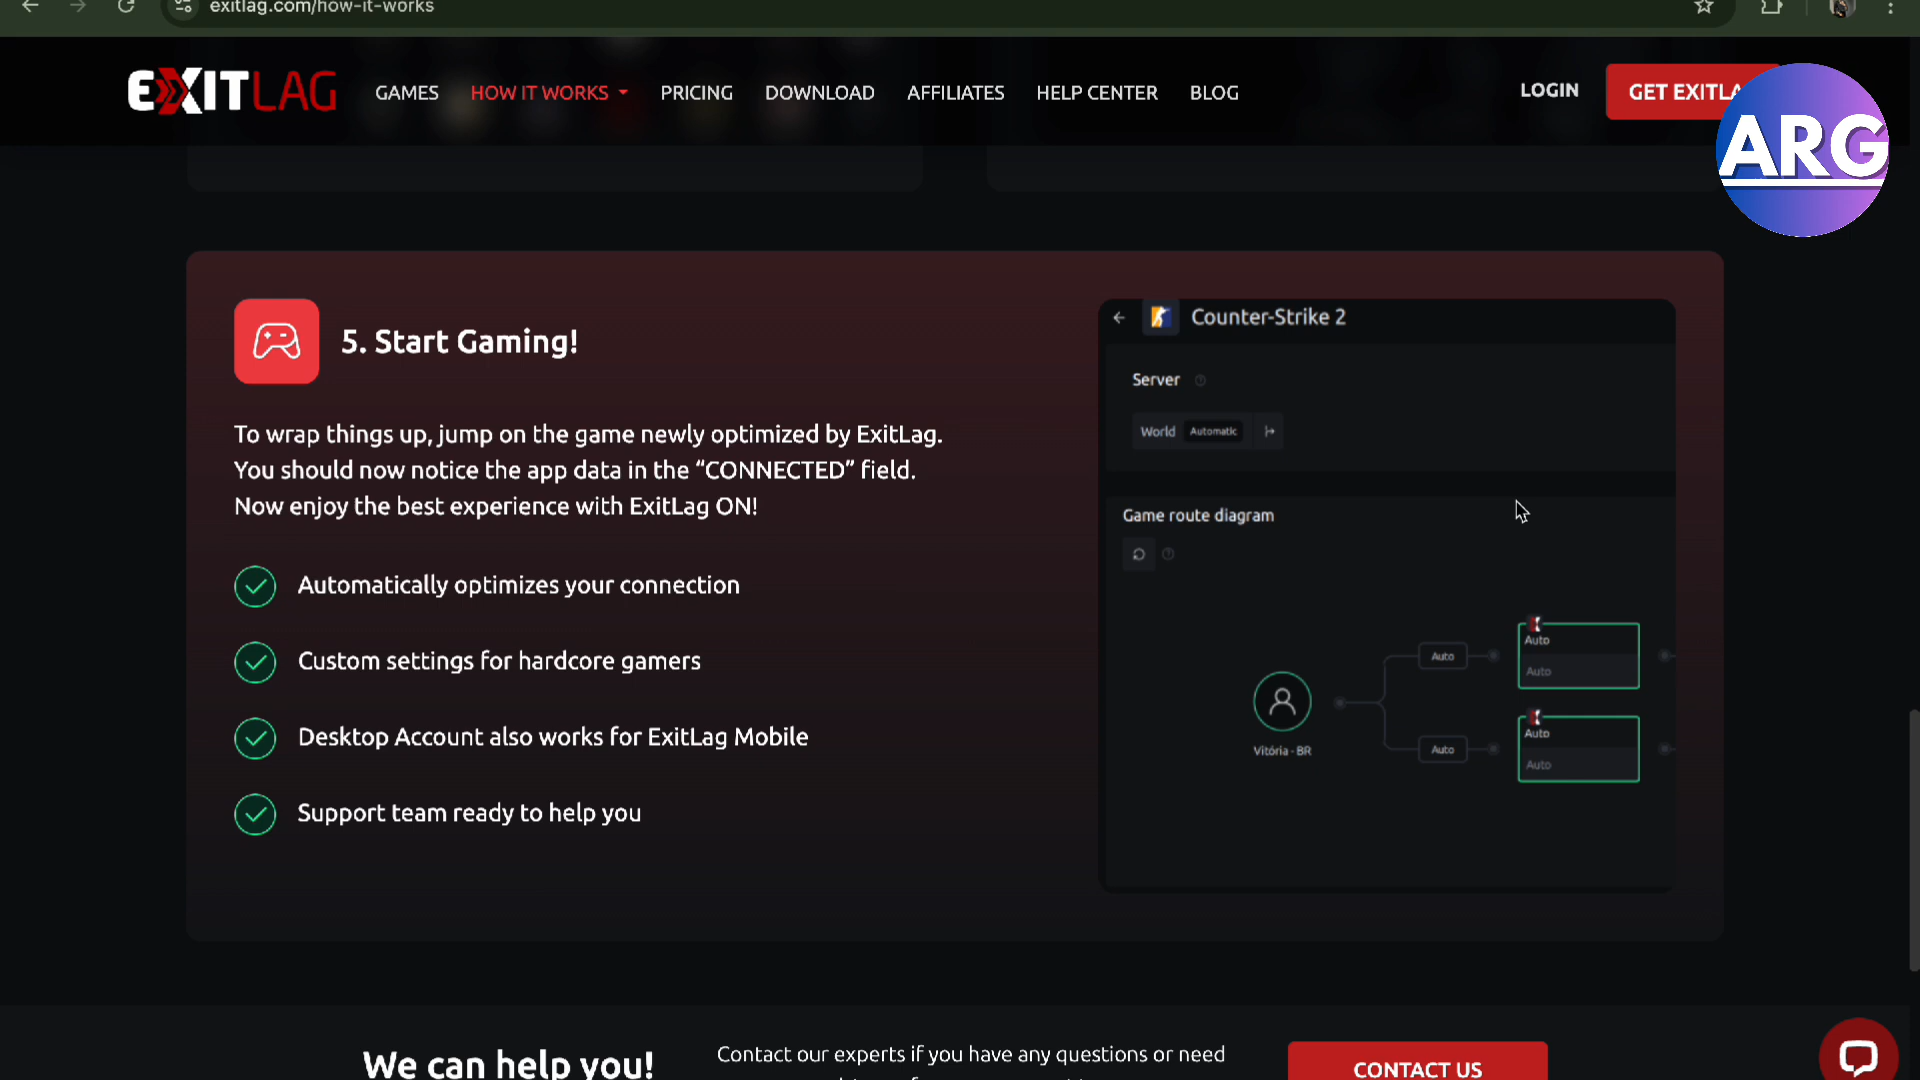 exitlag.com/how-it-works
EXITLAG
GAMES
HOW IT WORKS
PRICING
DOWNLOAD
AFFILIATES
HELP CENTER
BLOG
LOGIN
GET EXITLA
ARG
5. Start Gaming!
To wrap things up, jump on the game newly optimized by ExitLag.
You should now notice the app data in the “CONNECTED” field.
Now enjoy the best experience with ExitLag ON!
Automatically optimizes your connection
Custom settings for hardcore gamers
Desktop Account also works for ExitLag Mobile
Support team ready to help you
Counter-Strike 2
Server
World Automatic
Game route diagram
Auto
Auto
Auto
Vitória - BR
Auto
Auto
Auto
We can help you!
Contact our experts if you have any questions or need
CONTACT US